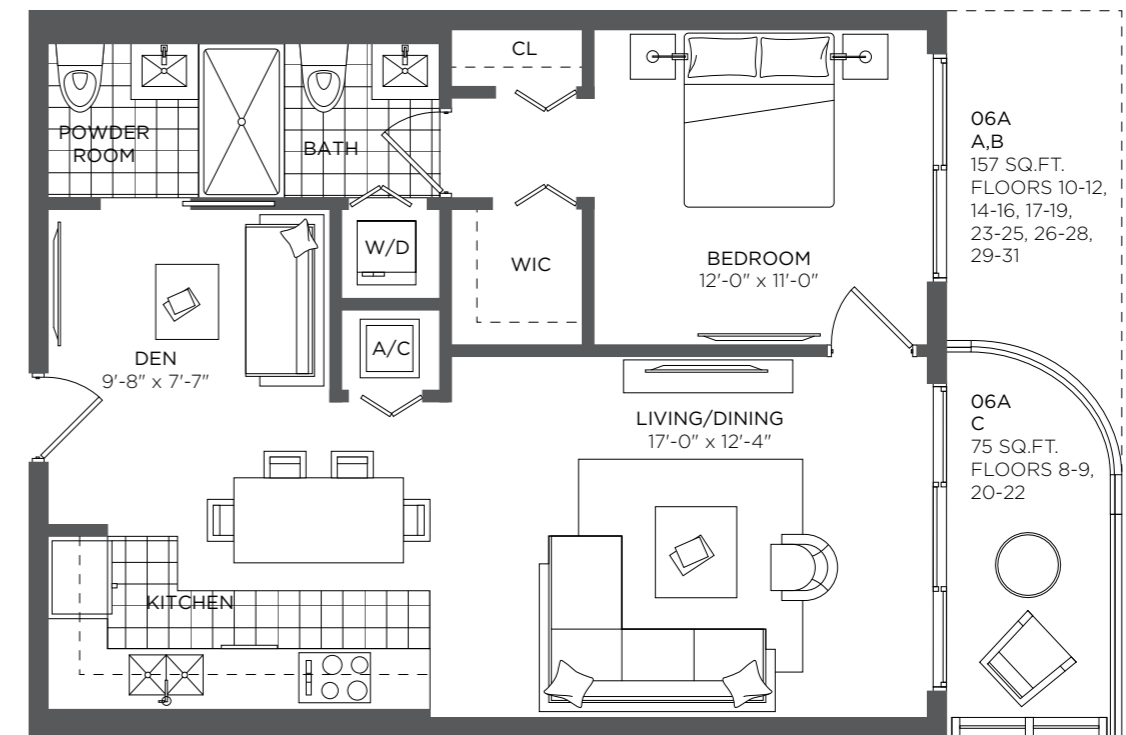 CL
POWDER
ROOM
BATH
06A
A,B
157 SQ.FT.
FLOORS 10-12,
14-16, 17-19,
23-25, 26-28,
29-31
W/D
WIC
BEDROOM
12'-0" x 11'-0"
A/C
DEN
9'-8" x 7'-7"
LIVING/DINING
17'-0" x 12'-4"
06A
C
75 SQ.FT.
FLOORS 8-9,
20-22
KITCHEN